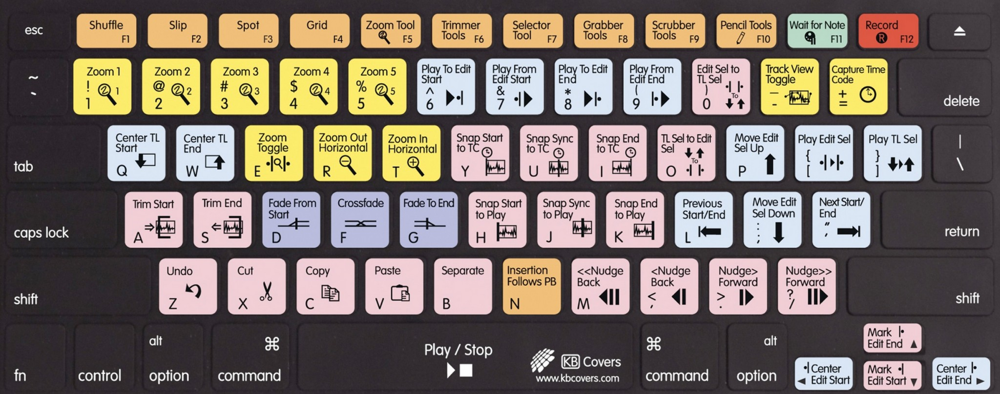 esc
Shuffle
F1
Slip
F2
Spot
F3
Grid
F4
Zoom Tool
F5
Trimmer
Tools F6
Selector
Tool F7
Grabber
Tools F8
Scrubber
Tools F9
Pencil Tools
F10
Wait for Note
F11
Record
R F12
~
`
Zoom 1
! 1
1
Zoom 2
@ 2
2
Zoom 3
# 3
3
Zoom 4
$ 4
4
Zoom 5
% 5
5
Play To Edit
Start
^
6
Play From
Edit Start
&
7
Play To Edit
End
*
8
Play From
Edit End
(
9
Edit Sel to
TL Sel
)
To
0
Track View
Toggle
—
-
Capture Time
Code
+
=
delete
tab
Center TL
Start
Q
Center TL
End
W
Zoom
Toggle
E
Zoom Out
Horizontal
R
Zoom In
Horizontal
T
Snap Start
to TC
Y
Snap Sync
to TC
U
Snap End
to TC
I
TL Sel to Edit
Sel
To
O
Move Edit
Sel Up
P
Play Edit Sel
{
[
Play TL Sel
}
]
|
\
caps lock
Trim Start
A
Trim End
S
Fade From
Start
D
Crossfade
F
Fade To End
G
Snap Start
to Play
H
Snap Sync
to Play
J
Snap End
to Play
K
Previous
Start/End
L
Move Edit
Sel Down
:
;
Next Start/
End
"
'
return
shift
Undo
Z
Cut
X
Copy
C
Paste
V
Separate
B
Insertion
Follows PB
N
<<Nudge
Back
M
<Nudge
Back
<
,
Nudge>
Forward
>
.
Nudge>>
Forward
?
/
shift
fn
control
alt
option
⌘
command
Play / Stop
KB Covers
www.kbcovers.com
⌘
command
alt
option
Center
Edit Start
Mark
Edit End
Mark
Edit Start
Center
Edit End